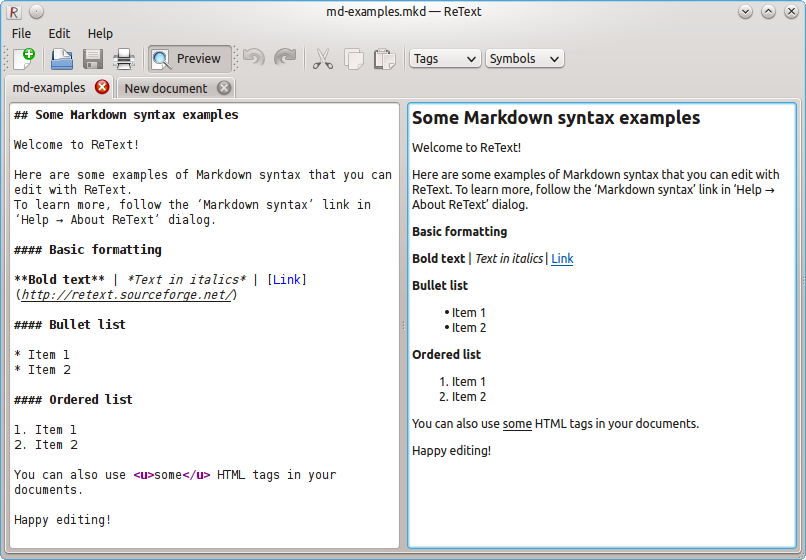 md-examples.mkd — ReText
File Edit Help
Preview
Tags
Symbols
md-examples
New document
## Some Markdown syntax examples
Welcome to ReText!
Here are some examples of Markdown syntax that you can
edit with ReText.
To learn more, follow the ‘Markdown syntax’ link in
‘Help → About ReText’ dialog.
#### Basic formatting
**Bold text** | *Text in italics* | [Link]
(http://retext.sourceforge.net/)
#### Bullet list
* Item 1
* Item 2
#### Ordered list
1. Item 1
2. Item 2
You can also use <u>some</u> HTML tags in your
documents.
Happy editing!
Some Markdown syntax examples
Welcome to ReText!
Here are some examples of Markdown syntax that you can edit with
ReText. To learn more, follow the ‘Markdown syntax’ link in ‘Help →
About ReText’ dialog.
Basic formatting
Bold text | Text in italics | Link
Bullet list
• Item 1
• Item 2
Ordered list
1. Item 1
2. Item 2
You can also use some HTML tags in your documents.
Happy editing!